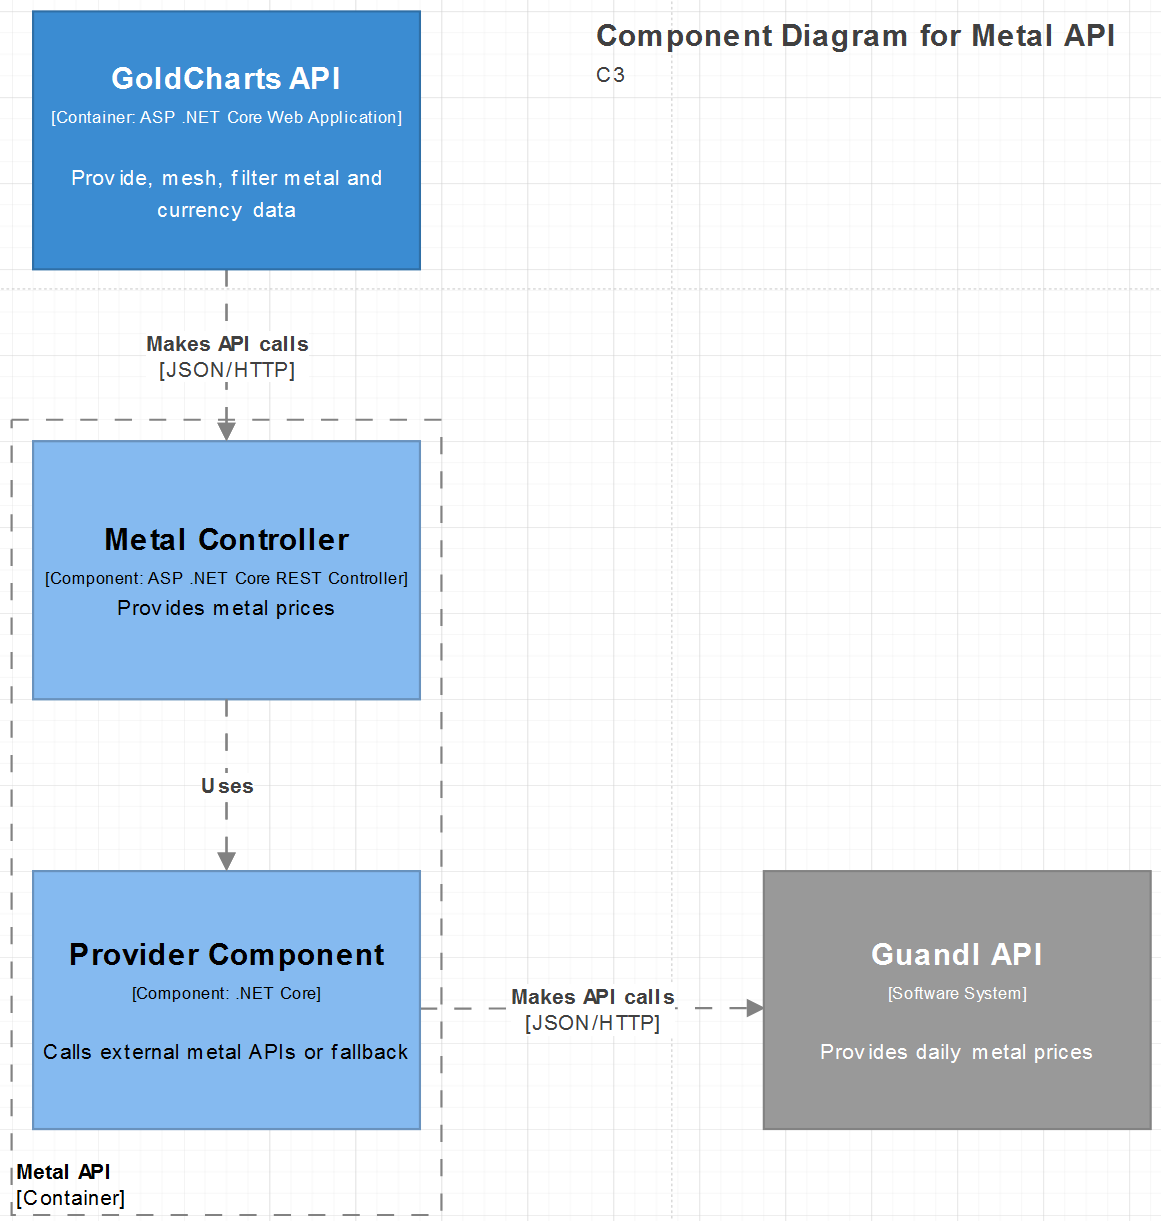 Component Diagram for Metal API
C3
GoldCharts API
[Container: ASP .NET Core Web Application]
Provide, mesh, filter metal and
currency data
Makes API calls
[JSON/HTTP]
Metal Controller
[Component: ASP .NET Core REST Controller]
Provides metal prices
Uses
Provider Component
[Component: .NET Core]
Calls external metal APIs or fallback
Makes API calls
[JSON/HTTP]
Guandl API
[Software System]
Provides daily metal prices
Metal API
[Container]